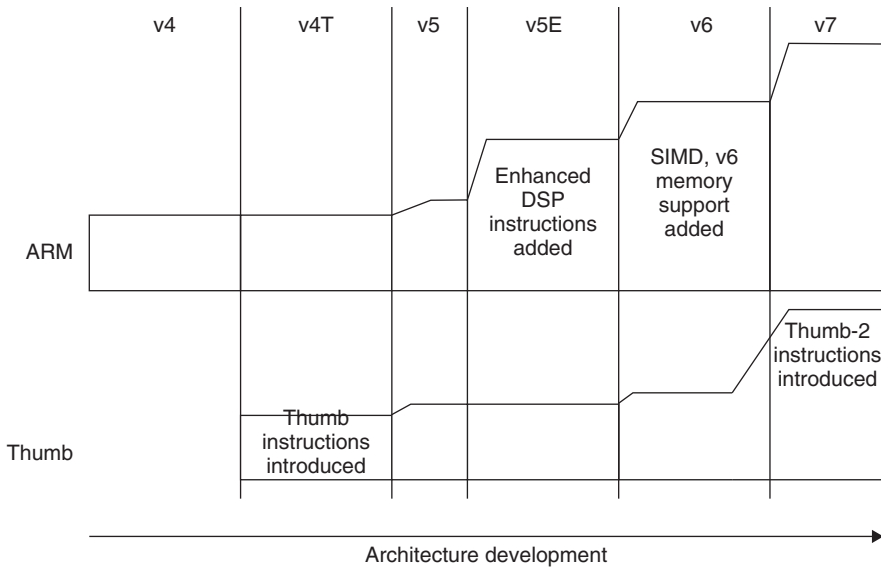 v4 v4T v5 v5E v6 v7
Enhanced
DSP
instructions
added
SIMD, v6
memory
support
added
ARM
Thumb-2
instructions
introduced
Thumb
instructions
introduced
Thumb
Architecture development